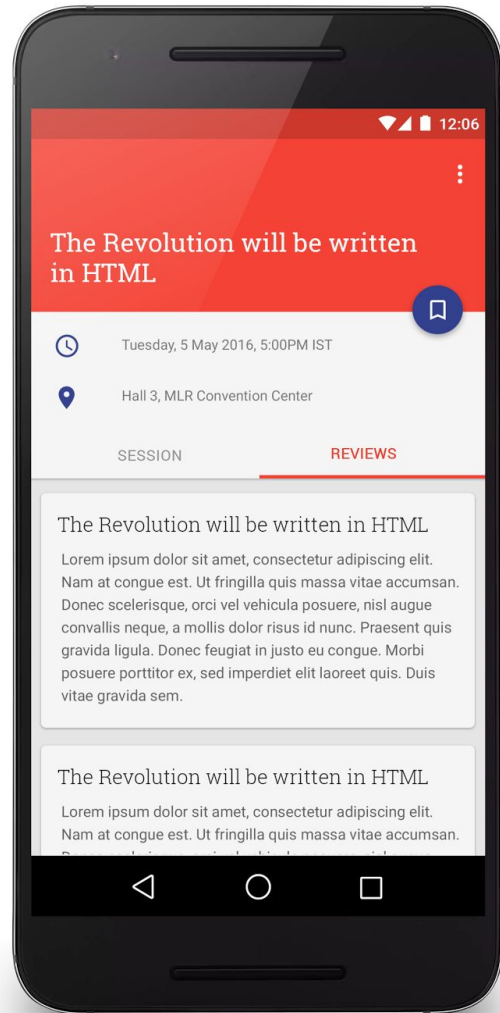 12:06
The Revolution will be written
in HTML
Tuesday, 5 May 2016, 5:00PM IST
Hall 3, MLR Convention Center
SESSION REVIEWS
The Revolution will be written in HTML
Lorem ipsum dolor sit amet, consectetur adipiscing elit.
Nam at congue est. Ut fringilla quis massa vitae accumsan.
Donec scelerisque, orci vel vehicula posuere, nisl augue
convallis neque, a mollis dolor risus id nunc. Praesent quis
gravida ligula. Donec feugiat in justo eu congue. Morbi
posuere porttitor ex, sed imperdiet elit laoreet quis. Duis
vitae gravida sem.
The Revolution will be written in HTML
Lorem ipsum dolor sit amet, consectetur adipiscing elit.
Nam at congue est. Ut fringilla quis massa vitae accumsan.